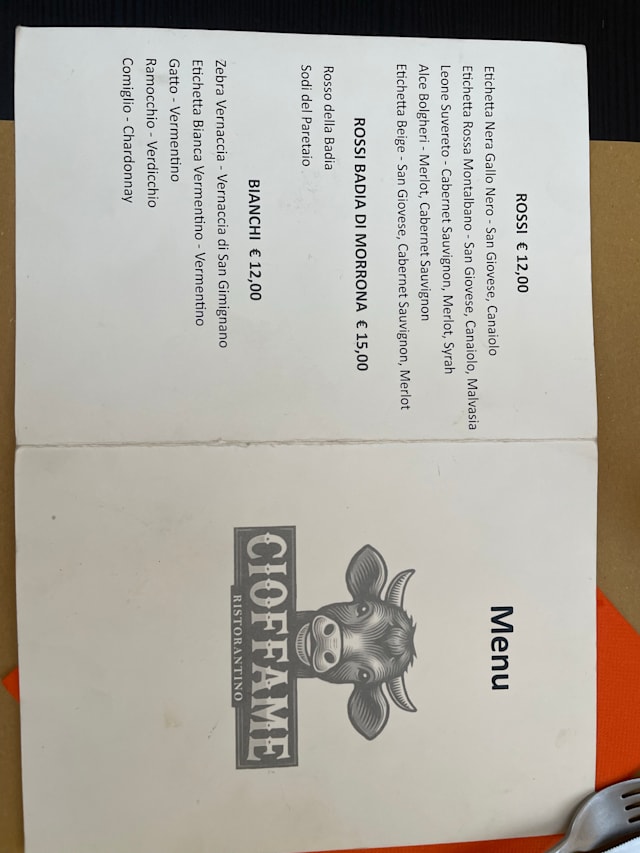 ROSSI € 12,00
Etichetta Nera Gallo Nero - San Giovese, Canaiolo
Etichetta Rossa Montalbano - San Giovese, Canaiolo, Malvasia
Leone Suvereto - Cabernet Sauvignon, Merlot, Syrah
Alce Bolgheri - Merlot, Cabernet Sauvignon
Etichetta Beige - San Giovese, Cabernet Sauvignon, Merlot
ROSSI BADIA DI MORRONA € 15,00
Rosso della Badia
Sodi del Paretaio
BIANCHI € 12,00
Zebra Vernaccia - Vernaccia di San Gimignano
Etichetta Bianca Vermentino - Vermentino
Gatto - Vermentino
Ramocchio - Verdicchio
Comiglio - Chardonnay
Menu
CIOFFAME
RISTORANTINO